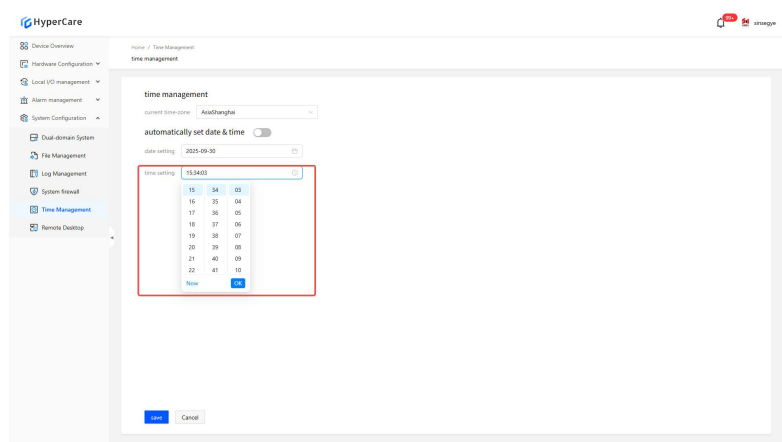 HyperCare
99+
sinsegye
Device Overview
Hardware Configuration
Local I/O management
Alarm management
System Configuration
Dual-domain System
File Management
Log Management
System firewall
Time Management
Remote Desktop
Home / Time Management
time management
time management
current time-zone AsiaShanghai
automatically set date & time
date setting 2025-09-30
time setting 15:34:03
15 34 03
16 35 04
17 36 05
18 37 06
19 38 07
20 39 08
21 40 09
22 41 10
Now OK
save Cancel